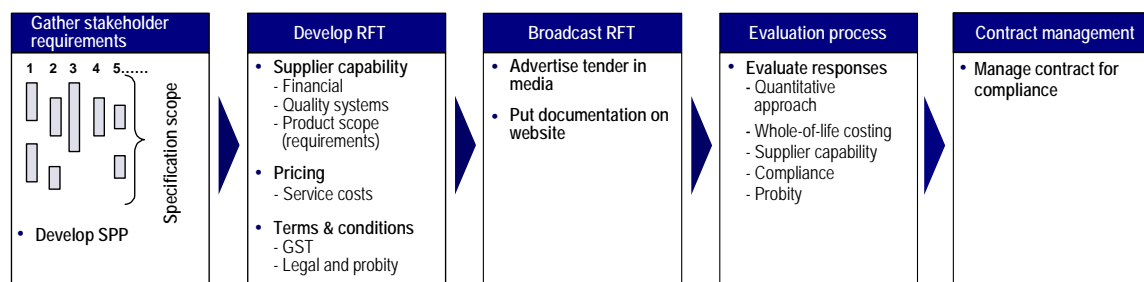 Gather stakeholder
requirements
1 2 3 4 5......
Specification scope
• Develop SPP
Develop RFT
• Supplier capability
- Financial
- Quality systems
- Product scope
(requirements)
• Pricing
- Service costs
• Terms & conditions
- GST
- Legal and probity
Broadcast RFT
• Advertise tender in
media
• Put documentation on
website
Evaluation process
• Evaluate responses
- Quantitative
approach
- Whole-of-life costing
- Supplier capability
- Compliance
- Probity
Contract management
• Manage contract for
compliance